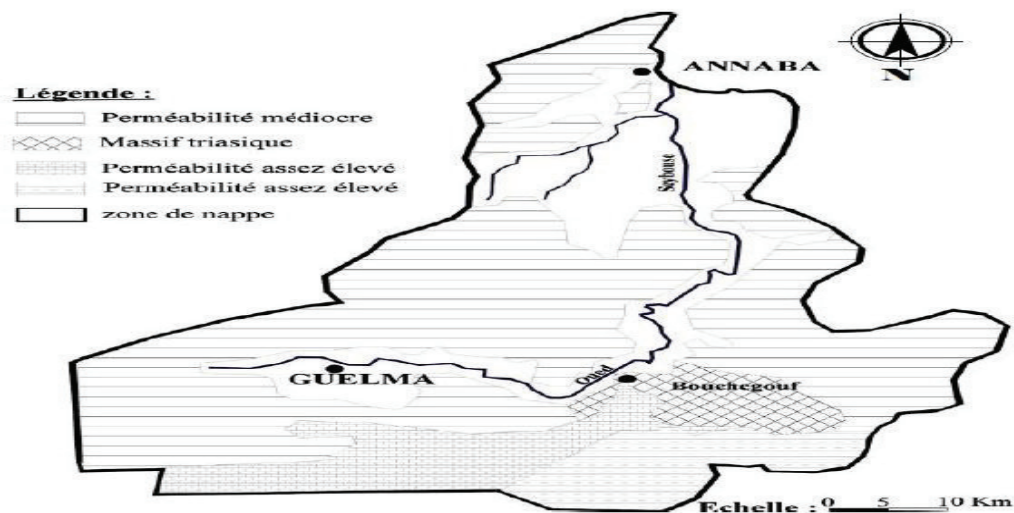 ANNABA
N
Légende :
Perméabilité médiocre
Massif triasique
Perméabilité assez élevé
Perméabilité assez élevé
zone de nappe
Seybouse
GUELMA
Oued
Bouchegouf
Echelle : 0 5 10 Km